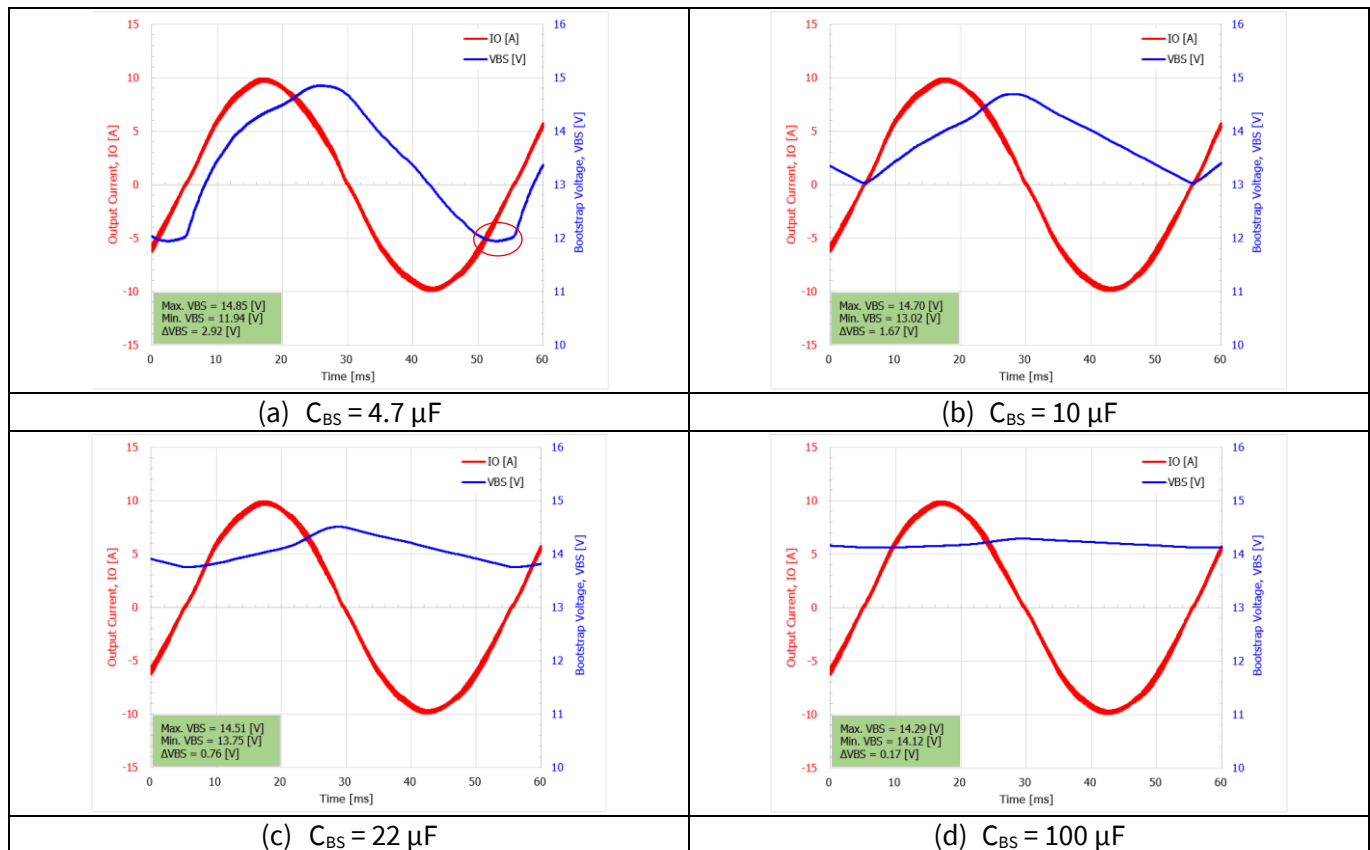 IO [A]
VBS [V]
Output Current, IO [A]
15
10
5
0
-5
-10
-15
Bootstrap Voltage, VBS [V]
16
15
14
13
12
11
10
Max. VBS = 14.85 [V]
Min. VBS = 11.94 [V]
ΔVBS = 2.92 [V]
0 10 20 30 40 50 60
Time [ms]
(a) C_BS = 4.7 µF
IO [A]
VBS [V]
Output Current, IO [A]
15
10
5
0
-5
-10
-15
Bootstrap Voltage, VBS [V]
16
15
14
13
12
11
10
Max. VBS = 14.70 [V]
Min. VBS = 13.02 [V]
ΔVBS = 1.67 [V]
0 10 20 30 40 50 60
Time [ms]
(b) C_BS = 10 µF
IO [A]
VBS [V]
Output Current, IO [A]
15
10
5
0
-5
-10
-15
Bootstrap Voltage, VBS [V]
16
15
14
13
12
11
10
Max. VBS = 14.51 [V]
Min. VBS = 13.75 [V]
ΔVBS = 0.76 [V]
0 10 20 30 40 50 60
Time [ms]
(c) C_BS = 22 µF
IO [A]
VBS [V]
Output Current, IO [A]
15
10
5
0
-5
-10
-15
Bootstrap Voltage, VBS [V]
16
15
14
13
12
11
10
Max. VBS = 14.29 [V]
Min. VBS = 14.12 [V]
ΔVBS = 0.17 [V]
0 10 20 30 40 50 60
Time [ms]
(d) C_BS = 100 µF